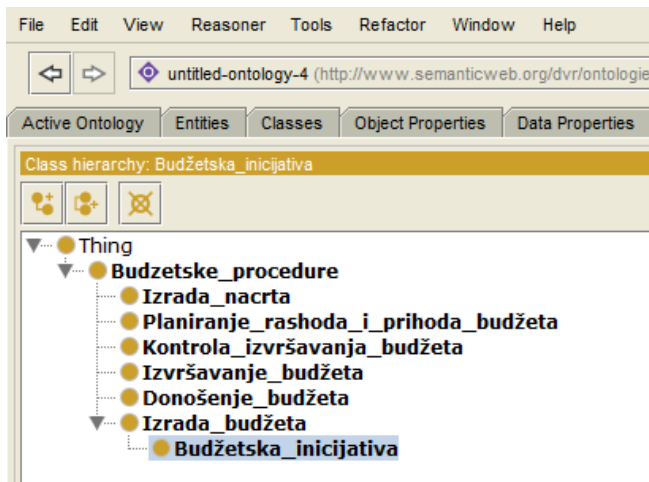 File Edit View Reasoner Tools Refactor Window Help
untitled-ontology-4 (http://www.semanticweb.org/dvr/ontologie
Active Ontology Entities Classes Object Properties Data Properties
Class hierarchy: Budžetska_inicijativa
Thing
Budzetske_procedure
Izrada_nacrta
Planiranje_rashoda_i_prihoda_budžeta
Kontrola_izvršavanja_budžeta
Izvršavanje_budžeta
Donošenje_budžeta
Izrada_budžeta
Budžetska_inicijativa